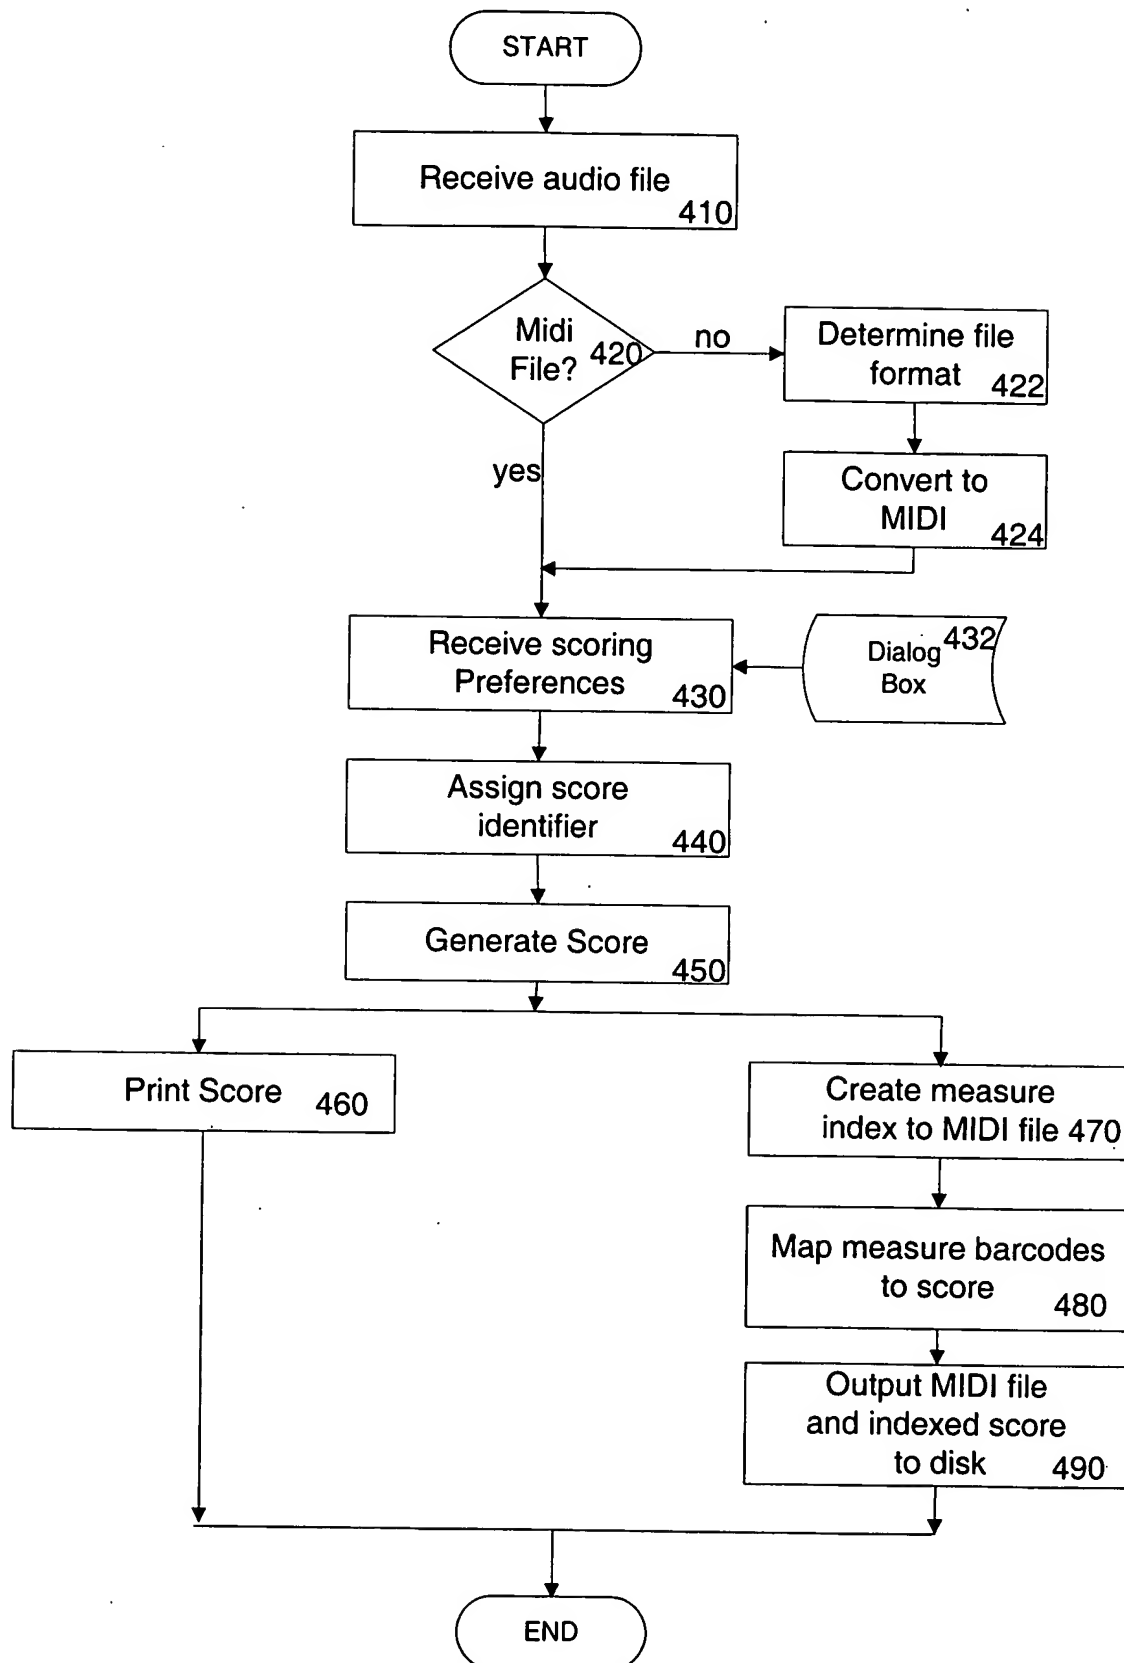 START
Receive audio file
410
Midi
File? 420
no
Determine file
format
422
yes
Convert to
MIDI
424
Receive scoring
Preferences
430
Dialog 432
Box
Assign score
identifier
440
Generate Score
450
Print Score 460
Create measure
index to MIDI file 470
Map measure barcodes
to score
480
Output MIDI file
and indexed score
to disk 490
END